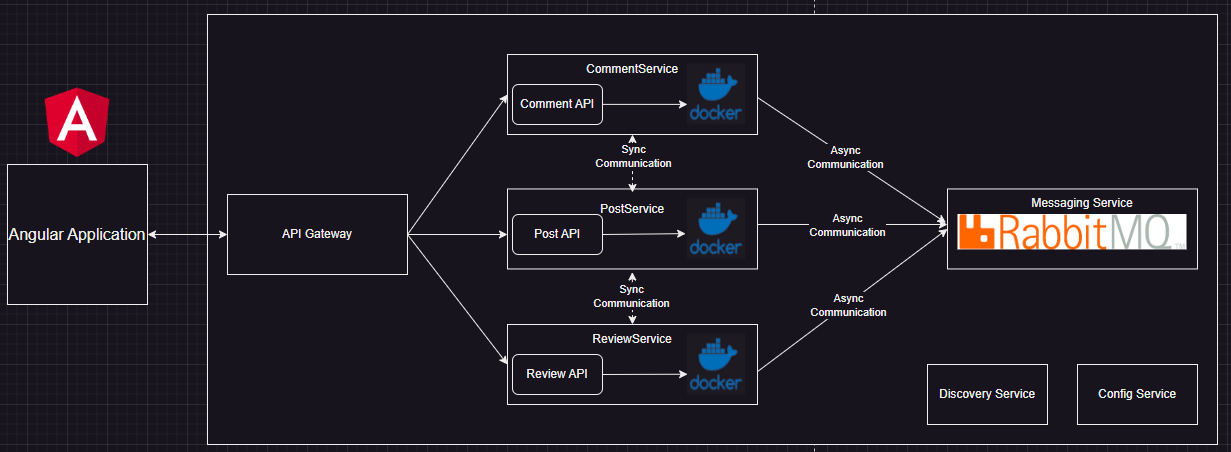 CommentService
Comment API
docker
Sync
Communication
Async
Communication
Angular Application
API Gateway
PostService
Post API
docker
Async
Communication
Messaging Service
RabbitMQ
TM
Sync
Communication
Async
Communication
ReviewService
Review API
docker
Discovery Service
Config Service